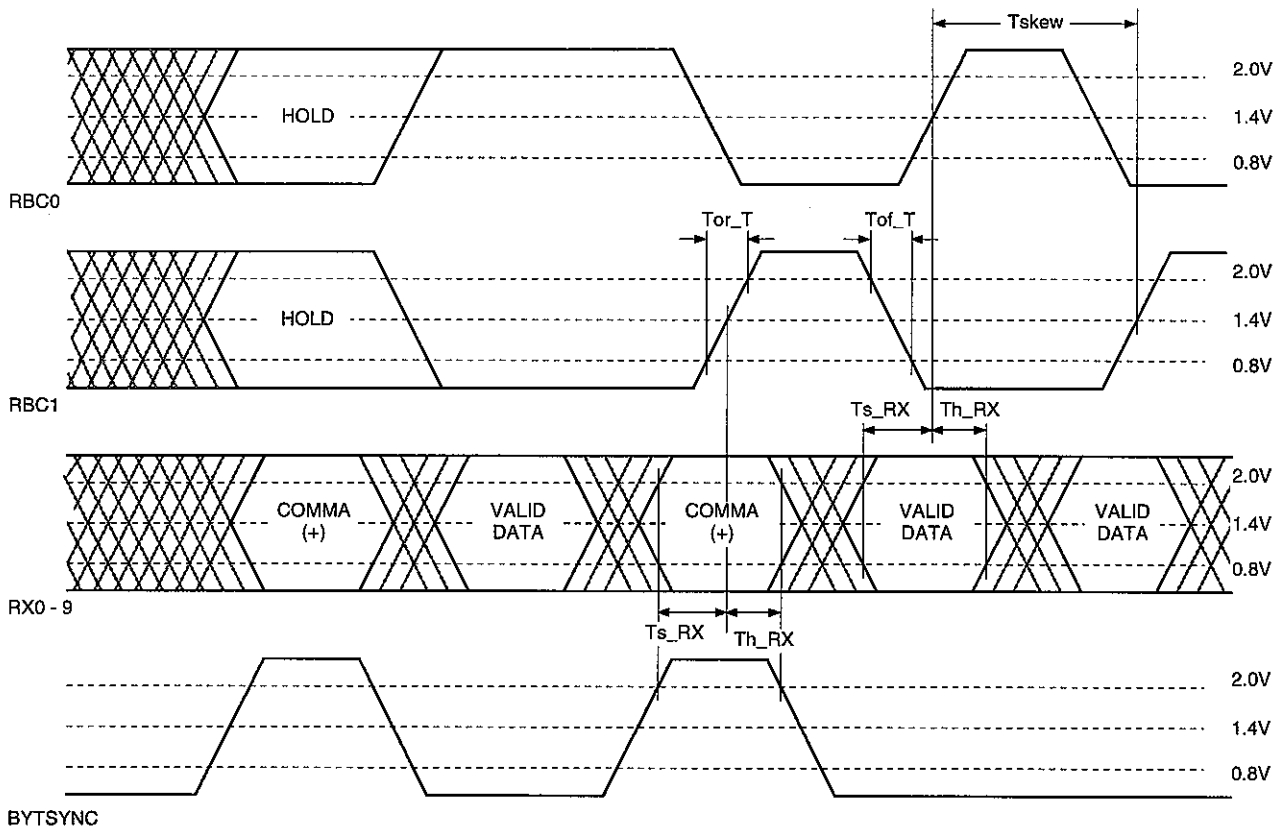 Tskew
2.0V
HOLD
1.4V
0.8V
RBC0
Tor_T
Tof_T
2.0V
HOLD
1.4V
0.8V
RBC1
Ts_RX
Th_RX
2.0V
COMMA
(+)
VALID
DATA
COMMA
(+)
VALID
DATA
VALID
DATA
1.4V
0.8V
RX0 - 9
Ts_RX
Th_RX
2.0V
1.4V
0.8V
BYTSYNC